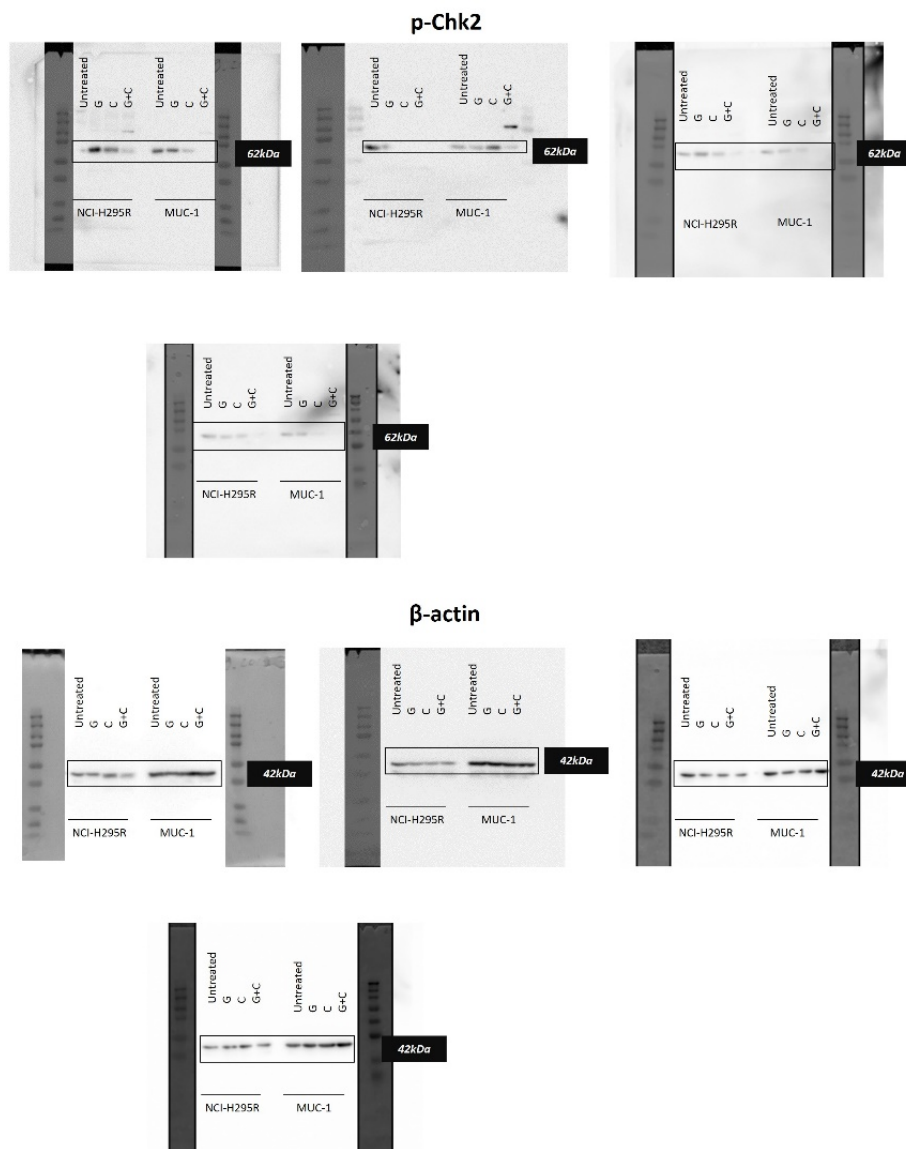 p-Chk2
Untreated
G
C
G+C
Untreated
G
C
G+C
62kDa
NCI-H295R
MUC-1
Untreated
G
C
G+C
Untreated
G
C
G+C
62kDa
NCI-H295R
MUC-1
Untreated
G
C
G+C
Untreated
G
C
G+C
62kDa
NCI-H295R
MUC-1
Untreated
G
C
G+C
Untreated
G
C
G+C
62kDa
NCI-H295R
MUC-1
β-actin
Untreated
G
C
G+C
Untreated
G
C
G+C
42kDa
NCI-H295R
MUC-1
Untreated
G
C
G+C
Untreated
G
C
G+C
42kDa
NCI-H295R
MUC-1
Untreated
G
C
G+C
Untreated
G
C
G+C
42kDa
NCI-H295R
MUC-1
Untreated
G
C
G+C
Untreated
G
C
G+C
42kDa
NCI-H295R
MUC-1